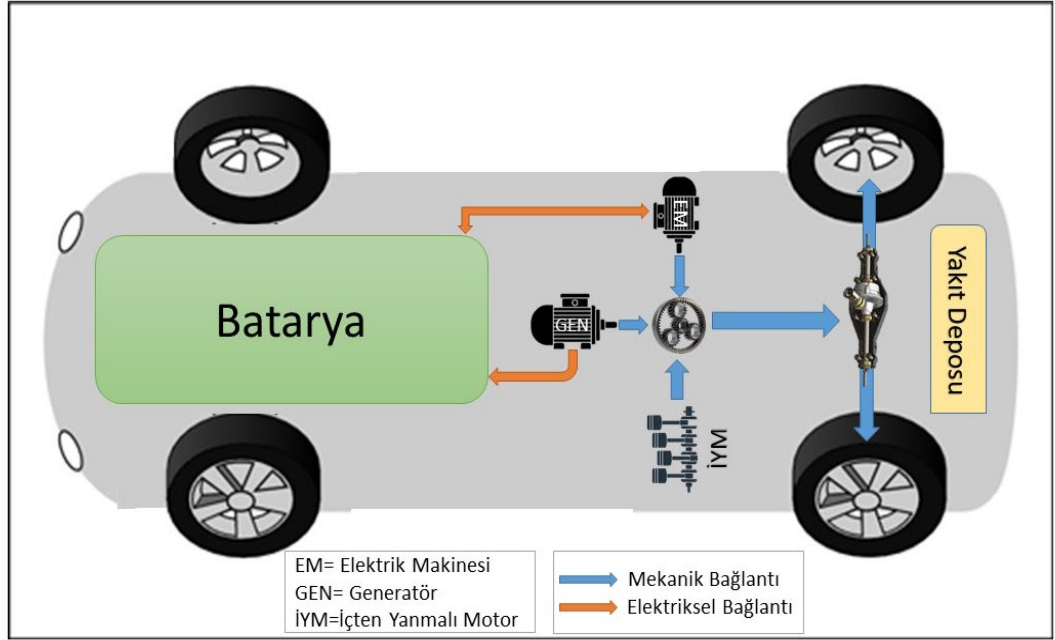 EM
Batarya
GEN
Yakıt Deposu
İYM
EM= Elektrik Makinesi
GEN= Generatör
İYM=İçten Yanmalı Motor
Mekanik Bağlantı
Elektriksel Bağlantı